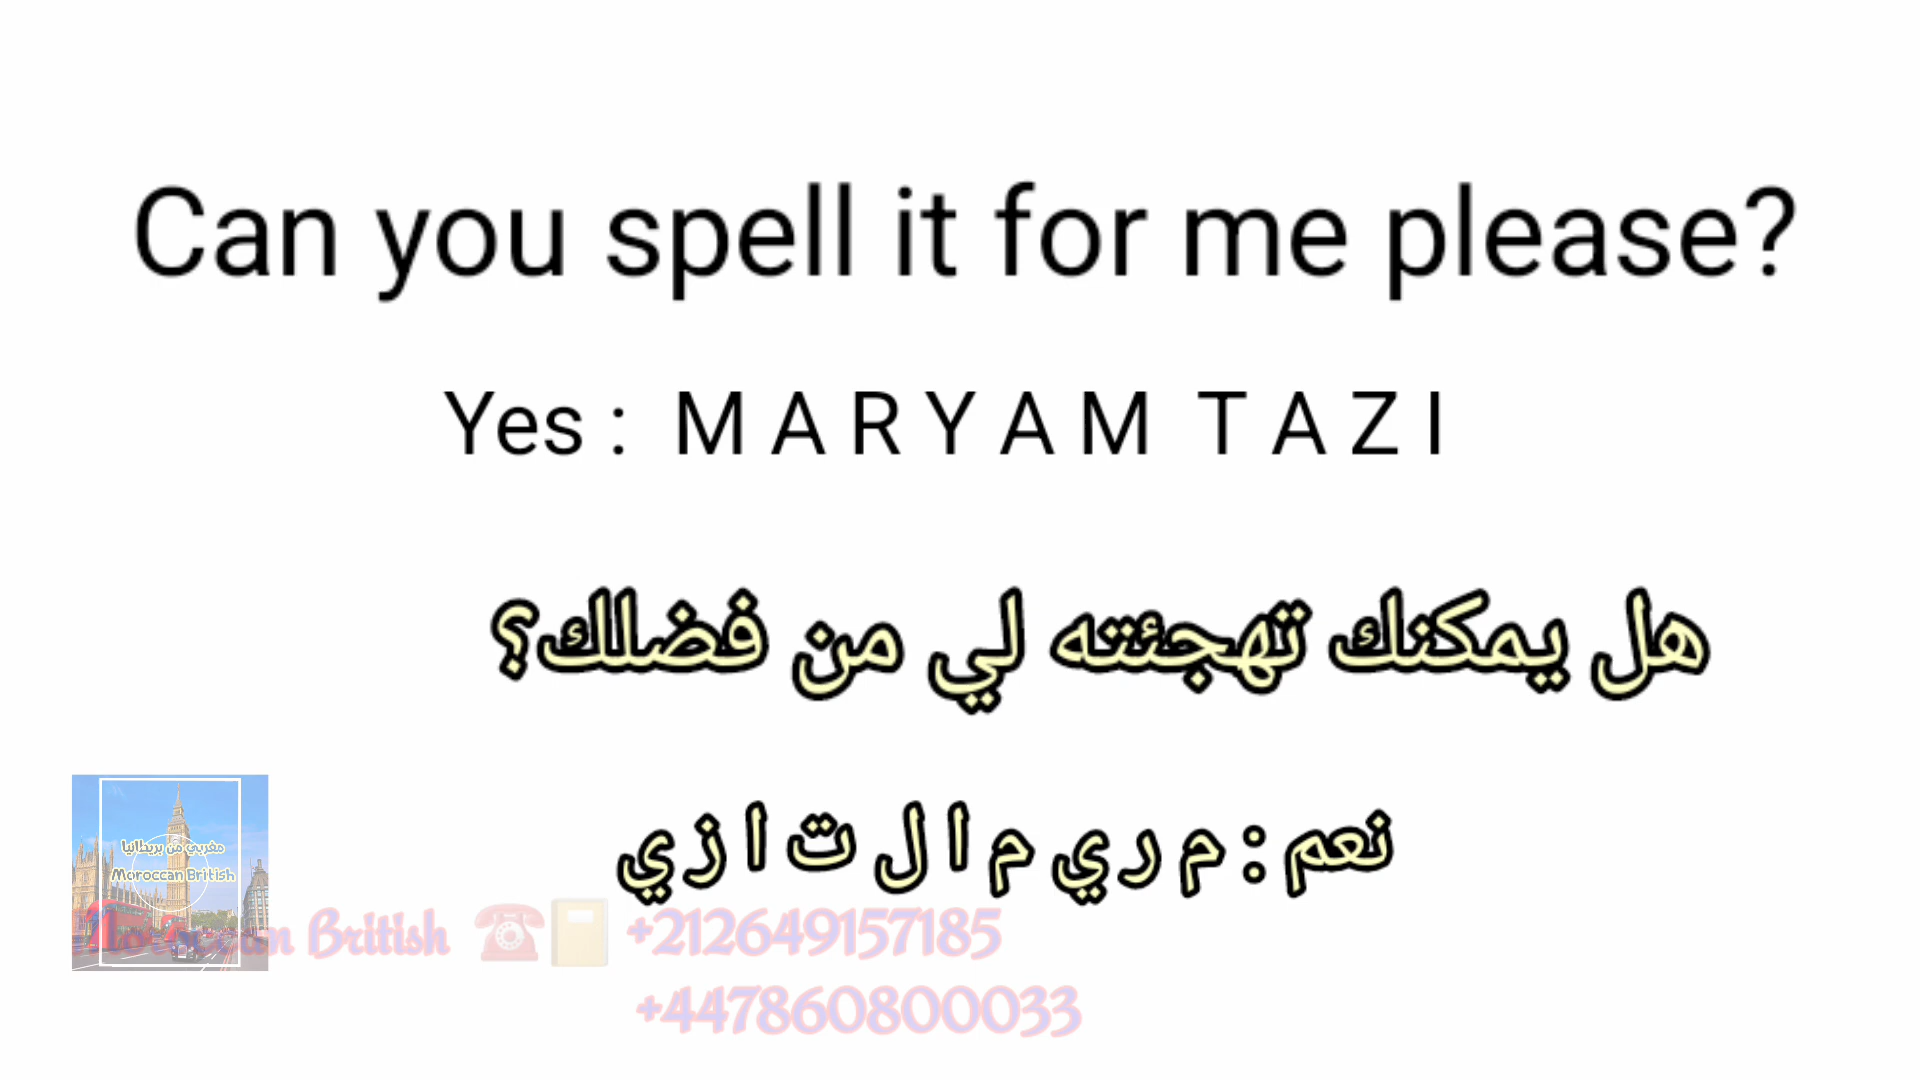 Can you spell it for me please?
Yes : M A R Y A M T A Z I
هل يمكنك تهجئته لي من فضلك؟
نعم : م ر ي م ا ل ت ا ز ي
مغربي من بريطانيا
Moroccan British
British +212649157185
+447860800033